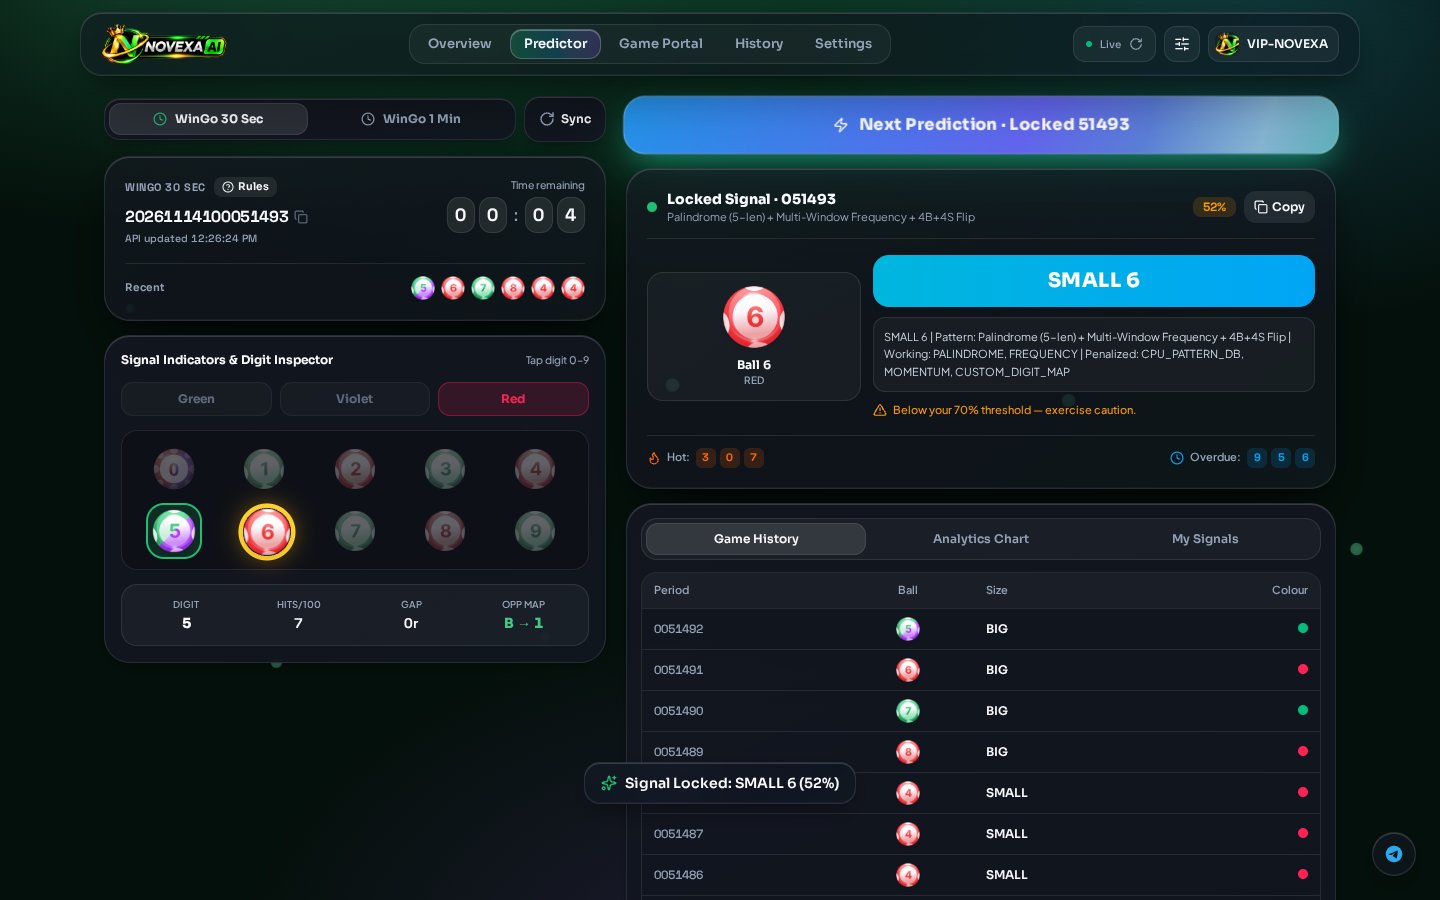 NOVEXA AI
Overview
Predictor
Game Portal
History
Settings
Live
VIP-NOVEXA
WinGo 30 Sec
WinGo 1 Min
Sync
Next Prediction · Locked 51493
WINGO 30 SEC
Rules
Time remaining
20261114100051493
0 0 : 0 4
API updated 12:26:24 PM
Recent
5 6 7 8 4 4
Signal Indicators & Digit Inspector
Tap digit 0–9
Green
Violet
Red
0 1 2 3 4
5 6 7 8 9
DIGIT
HITS/100
GAP
OPP MAP
5
7
0r
B → 1
Locked Signal · 051493
Palindrome (5-len) + Multi-Window Frequency + 4B+4S Flip
52%
Copy
6
Ball 6
RED
SMALL 6
SMALL 6 | Pattern: Palindrome (5-len) + Multi-Window Frequency + 4B+4S Flip |
Working: PALINDROME, FREQUENCY | Penalized: CPU_PATTERN_DB,
MOMENTUM, CUSTOM_DIGIT_MAP
Below your 70% threshold — exercise caution.
Hot: 3 0 7
Overdue: 9 5 6
Game History
Analytics Chart
My Signals
Period
Ball
Size
Colour
0051492 5 BIG
0051491 6 BIG
0051490 7 BIG
0051489 8 BIG
Signal Locked: SMALL 6 (52%)
4 SMALL
0051487 4 SMALL
0051486 4 SMALL